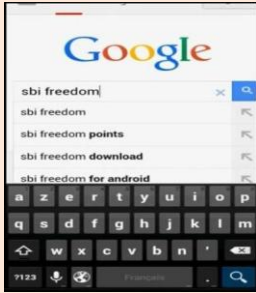 Google
sbi freedom
sbi freedom
sbi freedom points
sbi freedom download
sbi freedom for android
a z e r t y u i o p
q s d f g h j k l m
w x c v b n '
?123 Français .